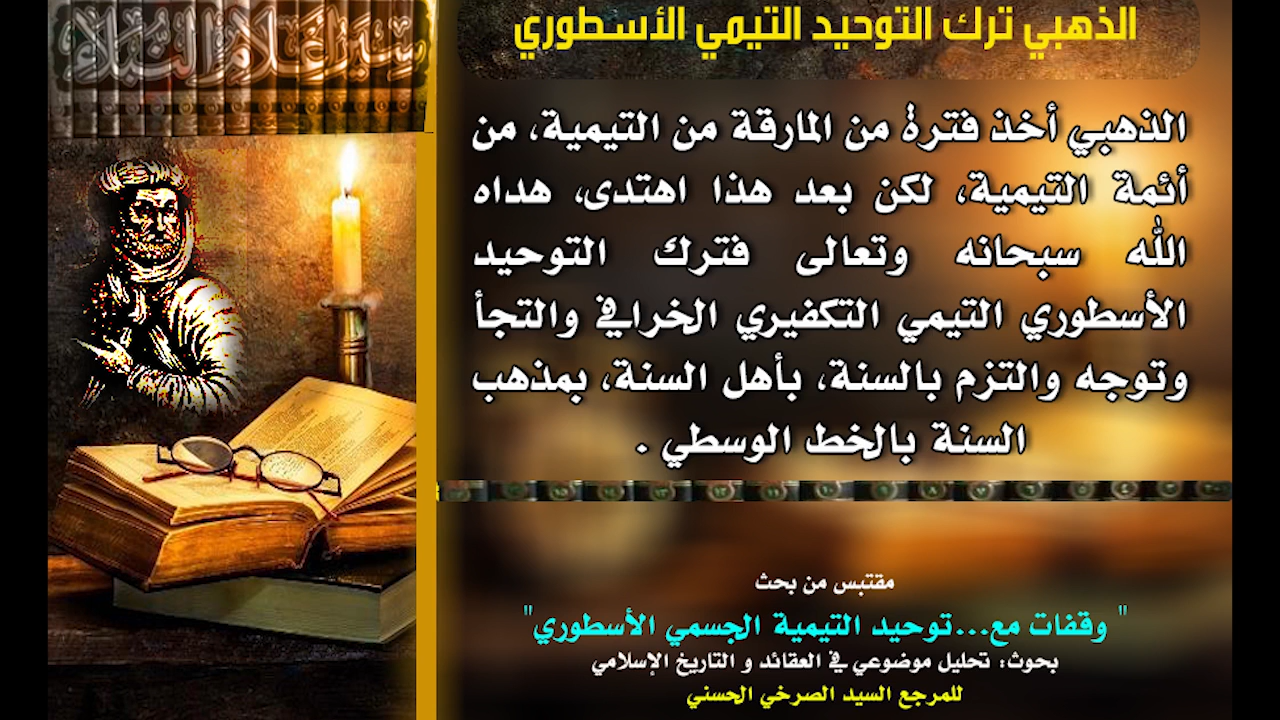 سير أعلام النبلاء
الذهبي ترك التوحيد التيمي الأسطوري
الذهبي أخذ فترة من المارقة من التيمية، من
أئمة التيمية، لكن بعد هذا اهتدى، هداه
الله سبحانه وتعالى فترك التوحيد
الأسطوري التيمي التكفيري الخرافي والتجأ
وتوجه والتزم بالسنة، بأهل السنة، بمذهب
السنة بالخط الوسطي .
مقتبس من بحث
" وقفات مع...توحيد التيمية الجسمي الأسطوري"
بحوث: تحليل موضوعي في العقائد و التاريخ الإسلامي
للمرجع السيد الصرخي الحسني